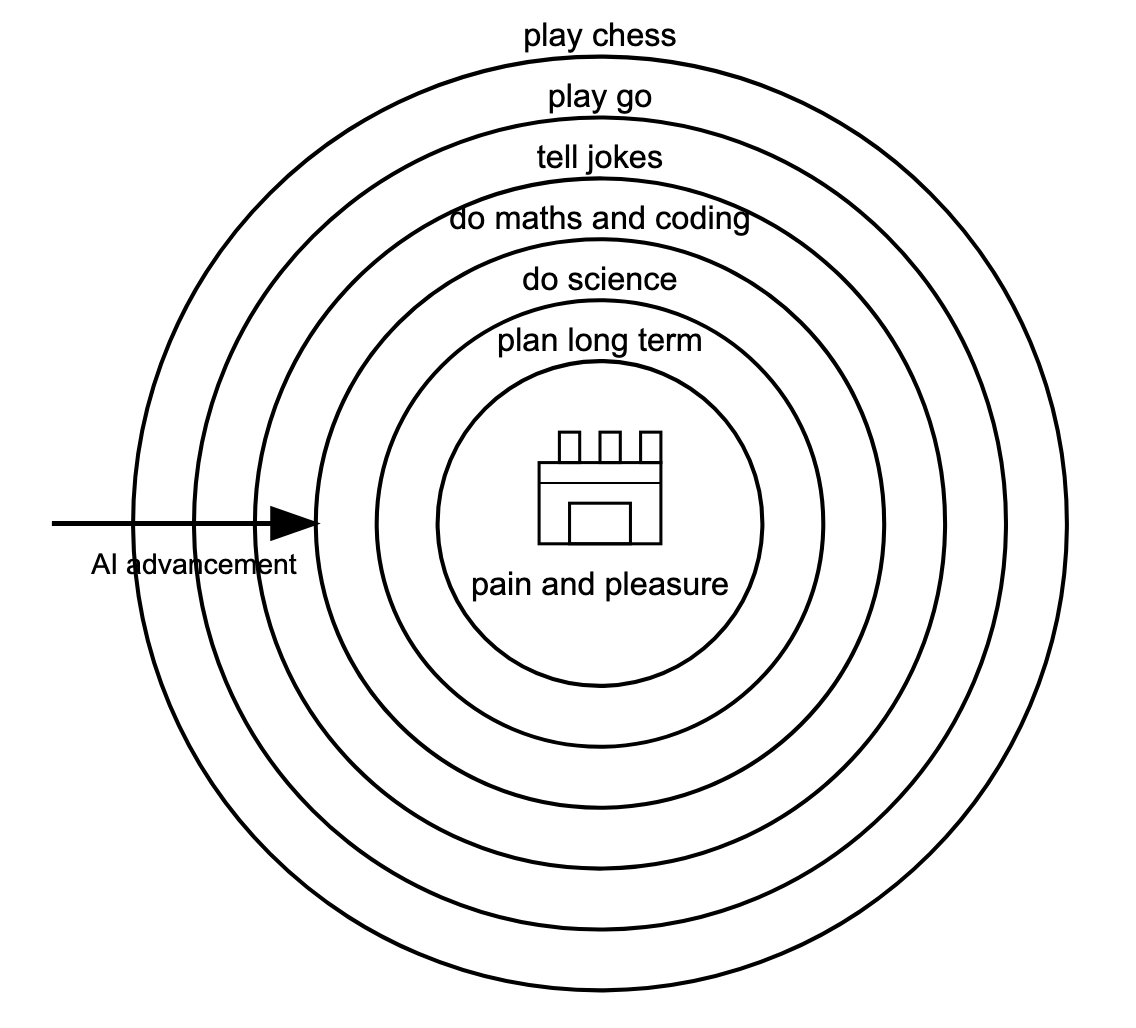 play chess
play go
tell jokes
do maths and coding
do science
plan long term
AI advancement
pain and pleasure